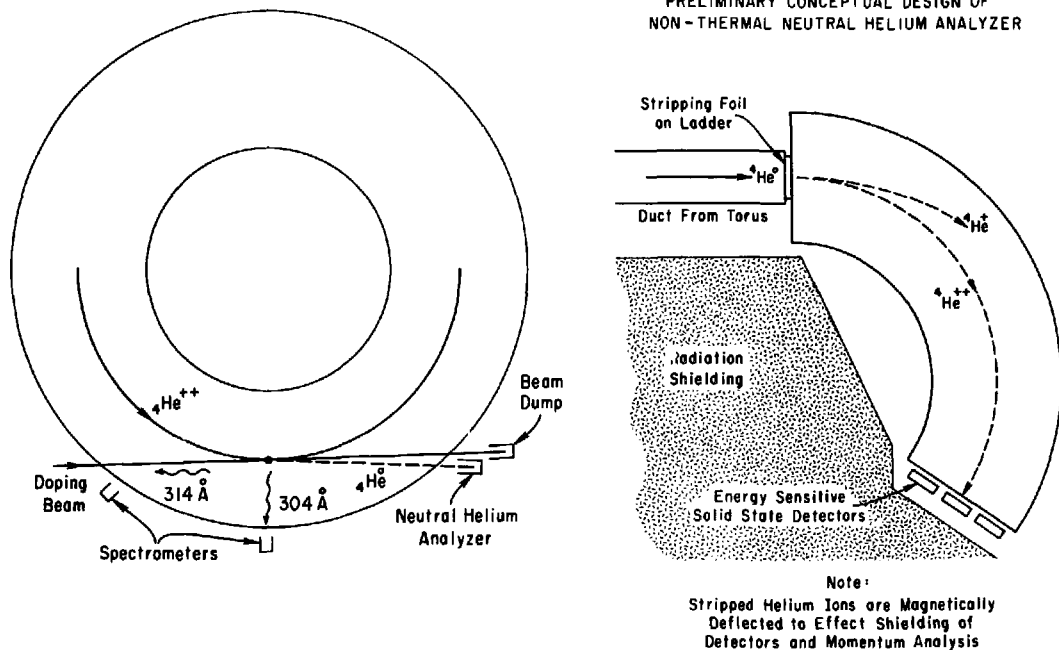 PRELIMINARY CONCEPTUAL DESIGN OF
NON-THERMAL NEUTRAL HELIUM ANALYZER
4He++
Doping
Beam
314 Å
304 Å
4He°
Beam
Dump
Neutral Helium
Analyzer
Spectrometers
Stripping Foil
on Ladder
4He°
Duct From Torus
4He+
4He++
Radiation
Shielding
Energy Sensitive
Solid State Detectors
Note:
Stripped Helium Ions are Magnetically
Deflected to Effect Shielding of
Detectors and Momentum Analysis